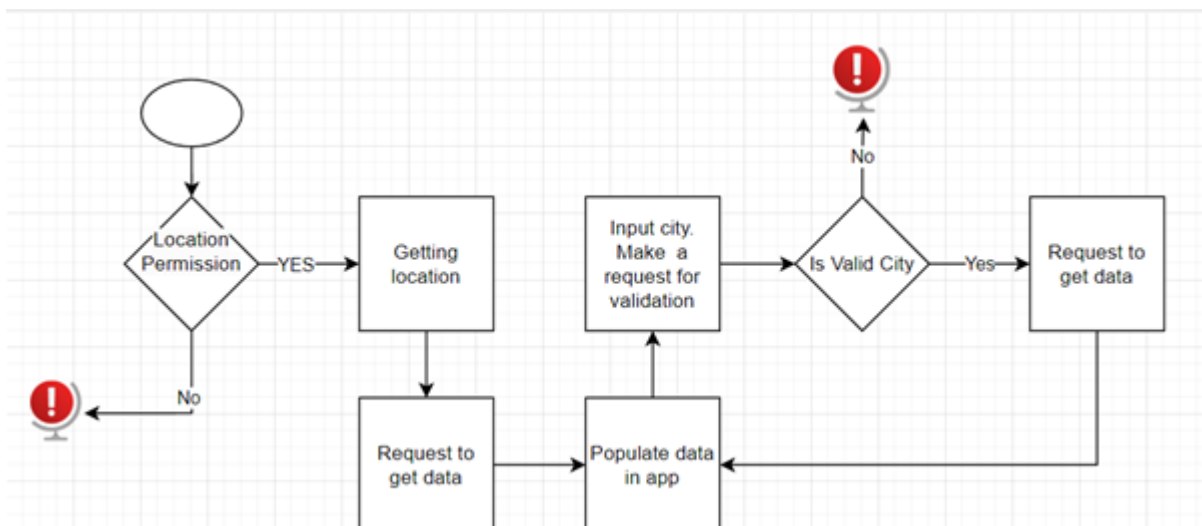 Location
Permission
YES
No
!
Getting
location
Request to
get data
Populate data
in app
Input city.
Make a
request for
validation
Is Valid City
No
!
Yes
Request to
get data